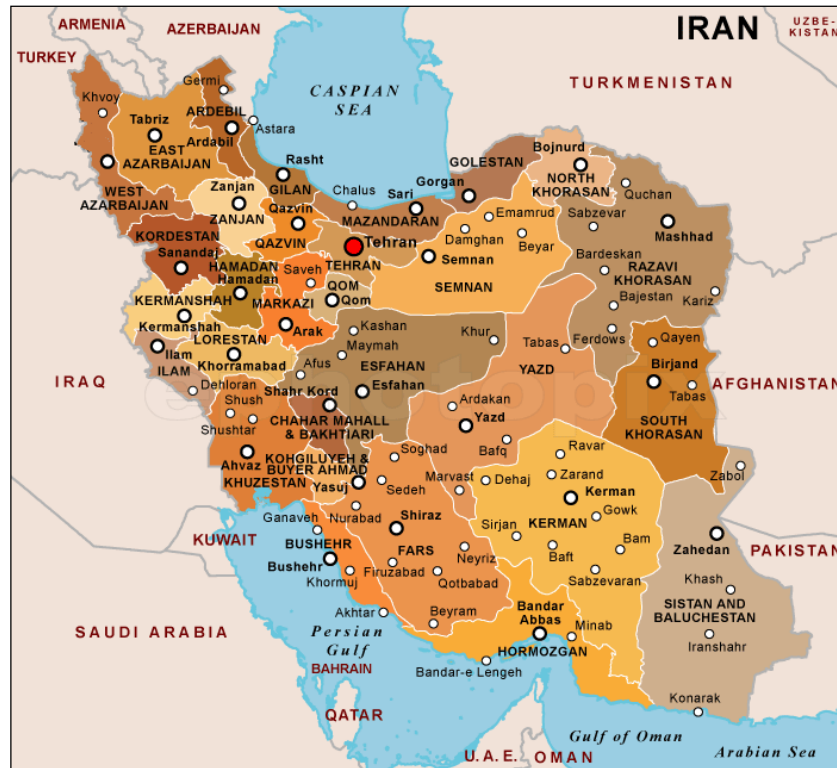 IRAN
ARMENIA
AZERBAIJAN
UZBE-
KISTAN
TURKEY
TURKMENISTAN
CASPIAN
SEA
Germi
Khvoy
ARDEBIL
Tabriz
Ardabil
Astara
EAST
AZARBAIJAN
Rasht
GILAN
WEST
AZARBAIJAN
Zanjan
ZANJAN
Chalus
Sari
Gorgan
GOLESTAN
Bojnurd
NORTH
KHORASAN
Quchan
Qazvin
QAZVIN
MAZANDARAN
Emamrud
Damghan
Beyar
Sabzevar
Mashhad
KORDESTAN
Sanandaj
Tehran
TEHRAN
Semnan
SEMNAN
Bardeskan
RAZAVI
KHORASAN
HAMADAN
Hamadan
Saveh
QOM
Qom
Bajestan
Kariz
KERMANSHAH
Kermanshah
MARKAZI
Arak
Kashan
Maymah
Khur
Tabas
Ferdows
Qayen
LORESTAN
Khorramabad
Ilam
ILAM
Afus
ESFAHAN
Esfahan
YAZD
Birjand
Tabas
AFGHANISTAN
IRAQ
Dehloran
Shush
Shahr Kord
Shushtar
CHAHAR MAHALL
& BAKHTIARI
Ardakan
Yazd
SOUTH
KHORASAN
Ahvaz
KHUZESTAN
KOHGILUYEH &
BUYER AHMAD
Yasuj
Soghad
Sedeh
Bafq
Marvast
Ravar
Dehaj
Zarand
Kerman
Zabol
KUWAIT
Ganaveh
Nurabad
Shiraz
Sirjan
KERMAN
Gowk
BUSHEHR
Bushehr
FARS
Neyriz
Baft
Bam
Zahedan
PAKISTAN
Khormuj
Firuzabad
Qotbabad
Sabzevaran
Khash
SISTAN AND
BALUCHESTAN
Akhtar
Beyram
Bandar
Abbas
Minab
HORMOZGAN
Iranshahr
SAUDI ARABIA
Persian
Gulf
BAHRAIN
Bandar-e Lengeh
Konarak
QATAR
Gulf of Oman
Arabian Sea
U.A.E.
OMAN